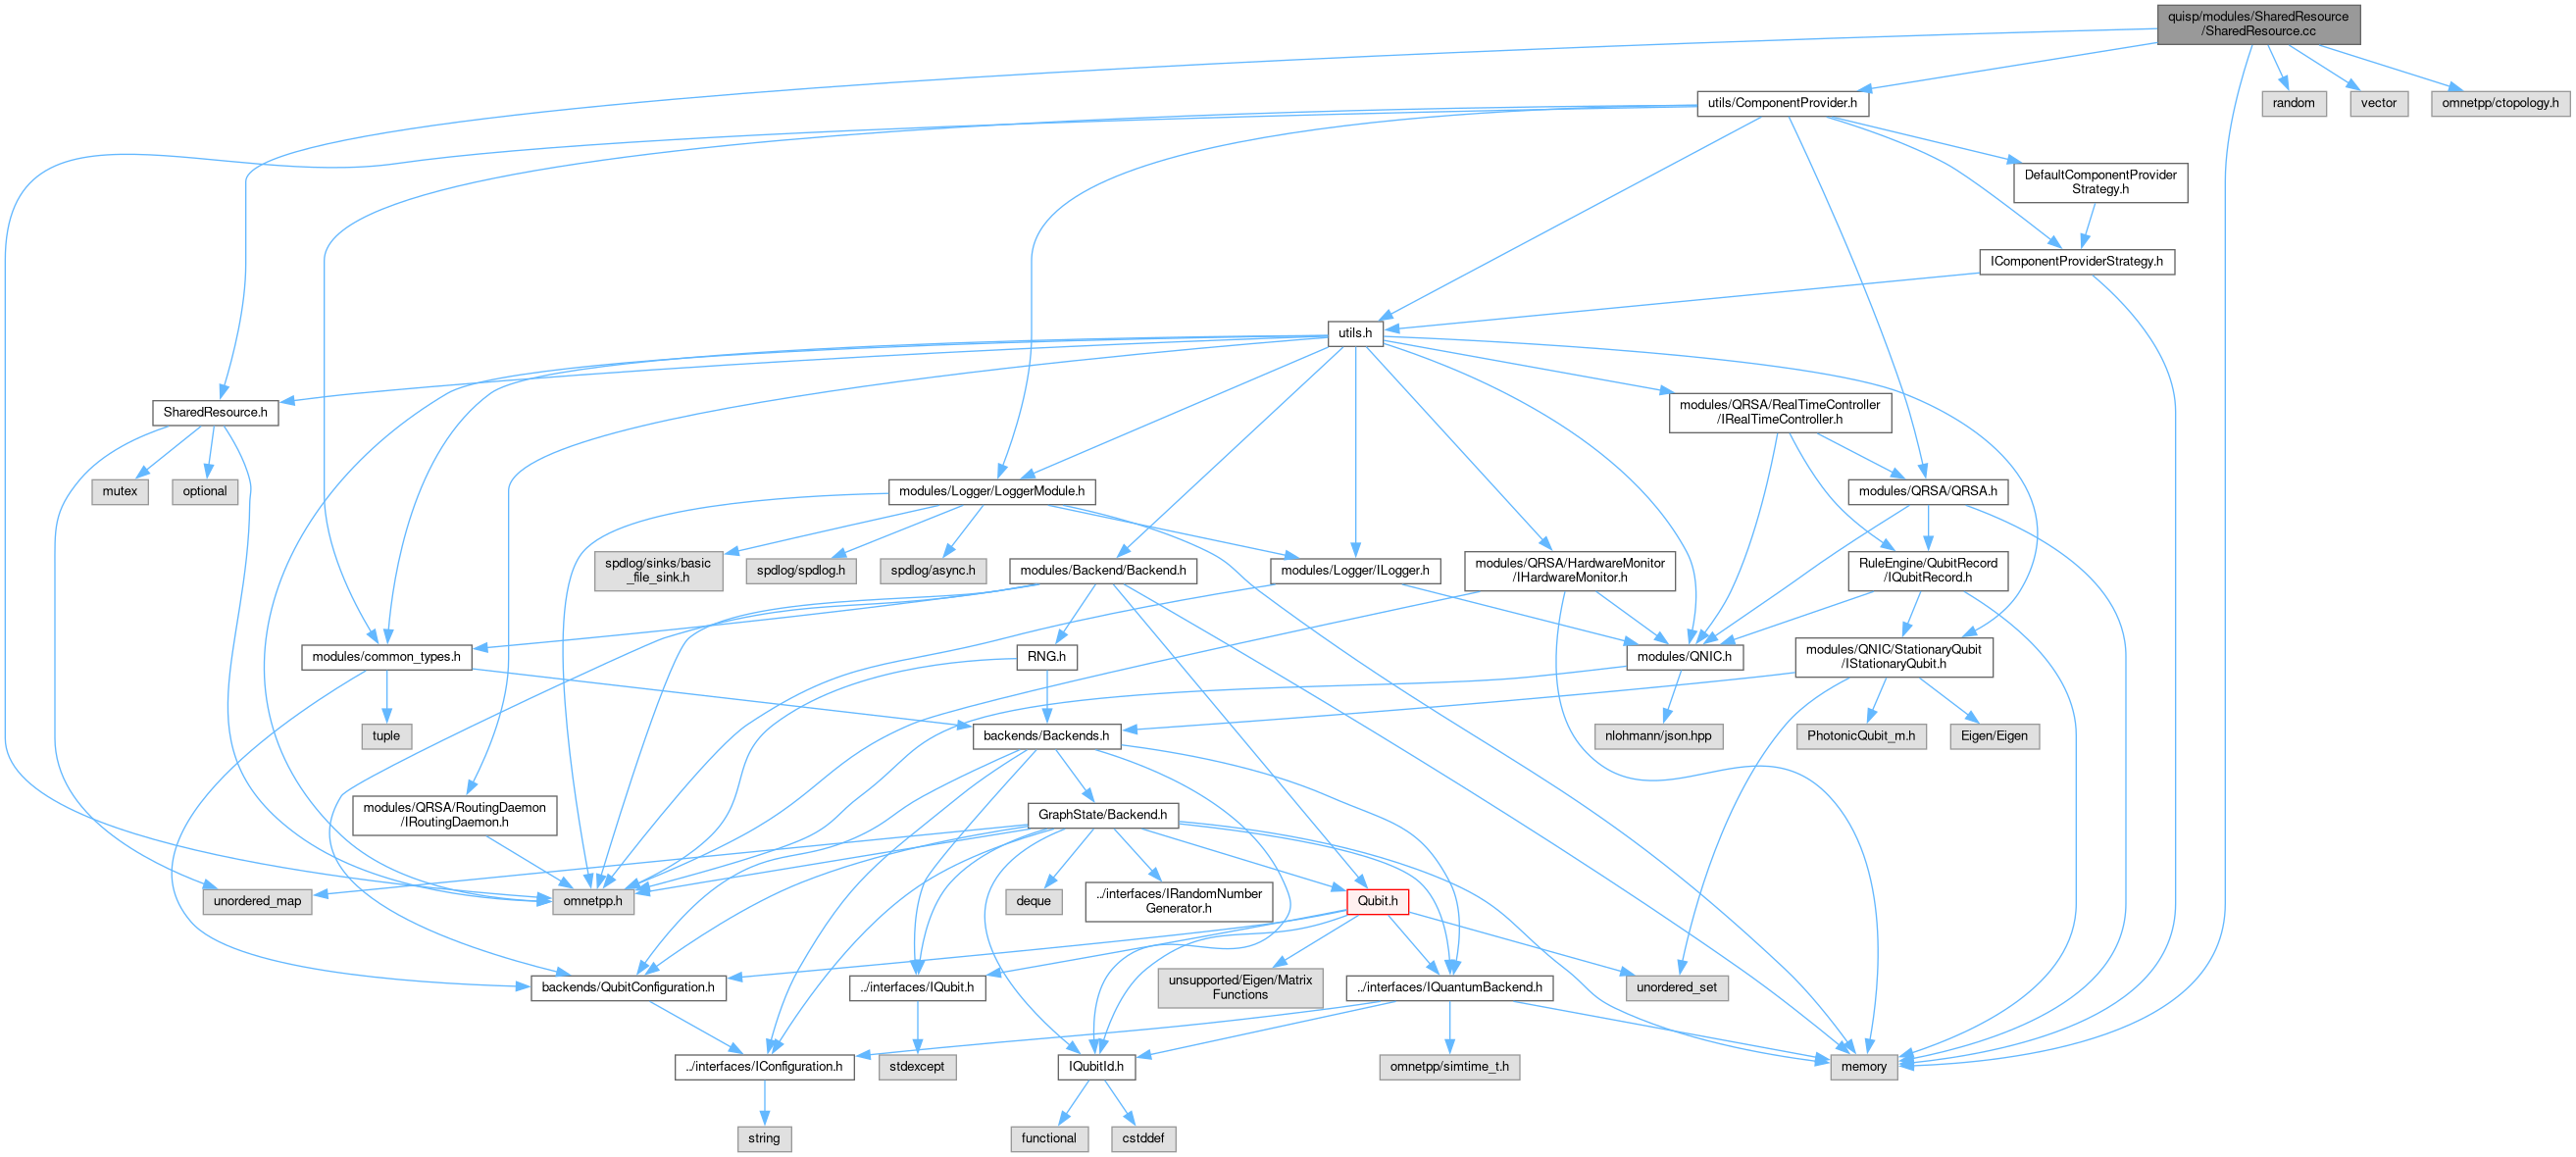 quisp/modules/SharedResource
/SharedResource.cc
utils/ComponentProvider.h
random
vector
omnetpp/ctopology.h
DefaultComponentProvider
Strategy.h
IComponentProviderStrategy.h
utils.h
SharedResource.h
modules/QRSA/RealTimeController
/IRealTimeController.h
mutex
optional
modules/Logger/LoggerModule.h
modules/QRSA/QRSA.h
spdlog/sinks/basic
_file_sink.h
spdlog/spdlog.h
spdlog/async.h
modules/Backend/Backend.h
modules/Logger/ILogger.h
modules/QRSA/HardwareMonitor
/IHardwareMonitor.h
RuleEngine/QubitRecord
/IQubitRecord.h
modules/common_types.h
RNG.h
modules/QNIC.h
modules/QNIC/StationaryQubit
/IStationaryQubit.h
tuple
backends/Backends.h
nlohmann/json.hpp
PhotonicQubit_m.h
Eigen/Eigen
modules/QRSA/RoutingDaemon
/IRoutingDaemon.h
GraphState/Backend.h
unordered_map
omnetpp.h
deque
../interfaces/IRandomNumber
Generator.h
Qubit.h
backends/QubitConfiguration.h
../interfaces/IQubit.h
unsupported/Eigen/Matrix
Functions
../interfaces/IQuantumBackend.h
unordered_set
../interfaces/IConfiguration.h
stdexcept
IQubitId.h
omnetpp/simtime_t.h
memory
string
functional
cstddef